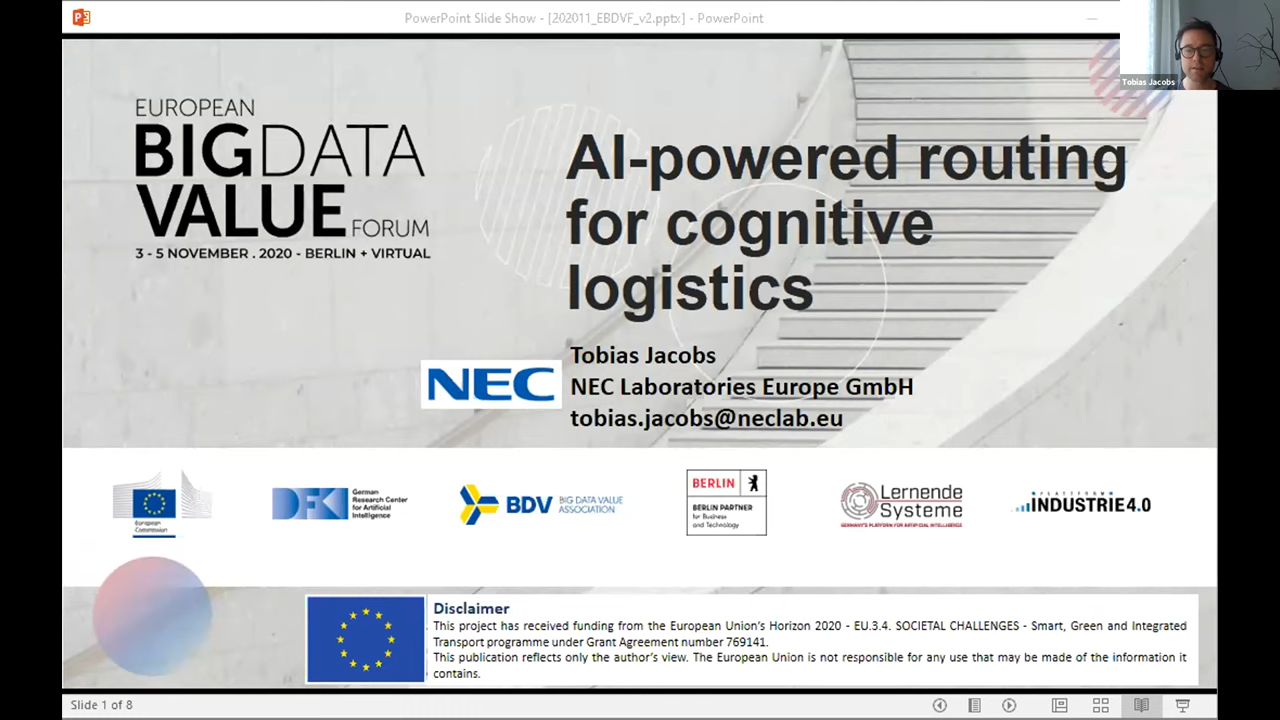 PowerPoint Slide Show - [202011_EBDVF_v2.pptx] - PowerPoint
Tobias Jacobs
EUROPEAN
BIGDATA
VALUE FORUM
3 - 5 NOVEMBER . 2020 - BERLIN + VIRTUAL
AI-powered routing
for cognitive
logistics
Tobias Jacobs
NEC
NEC Laboratories Europe GmbH
tobias.jacobs@neclab.eu
European
Commission
DFKI
German
Research Center
for Artificial
Intelligence
BDV
BIG DATA VALUE
ASSOCIATION
BERLIN
BERLIN PARTNER
for Business
and Technology
Lernende
Systeme
GERMANY'S PLATFORM FOR ARTIFICIAL INTELLIGENCE
PLATTFORM
INDUSTRIE4.0
Disclaimer
This project has received funding from the European Union's Horizon 2020 - EU.3.4. SOCIETAL CHALLENGES - Smart, Green and Integrated
Transport programme under Grant Agreement number 769141.
This publication reflects only the author's view. The European Union is not responsible for any use that may be made of the information it
contains.
Slide 1 of 8